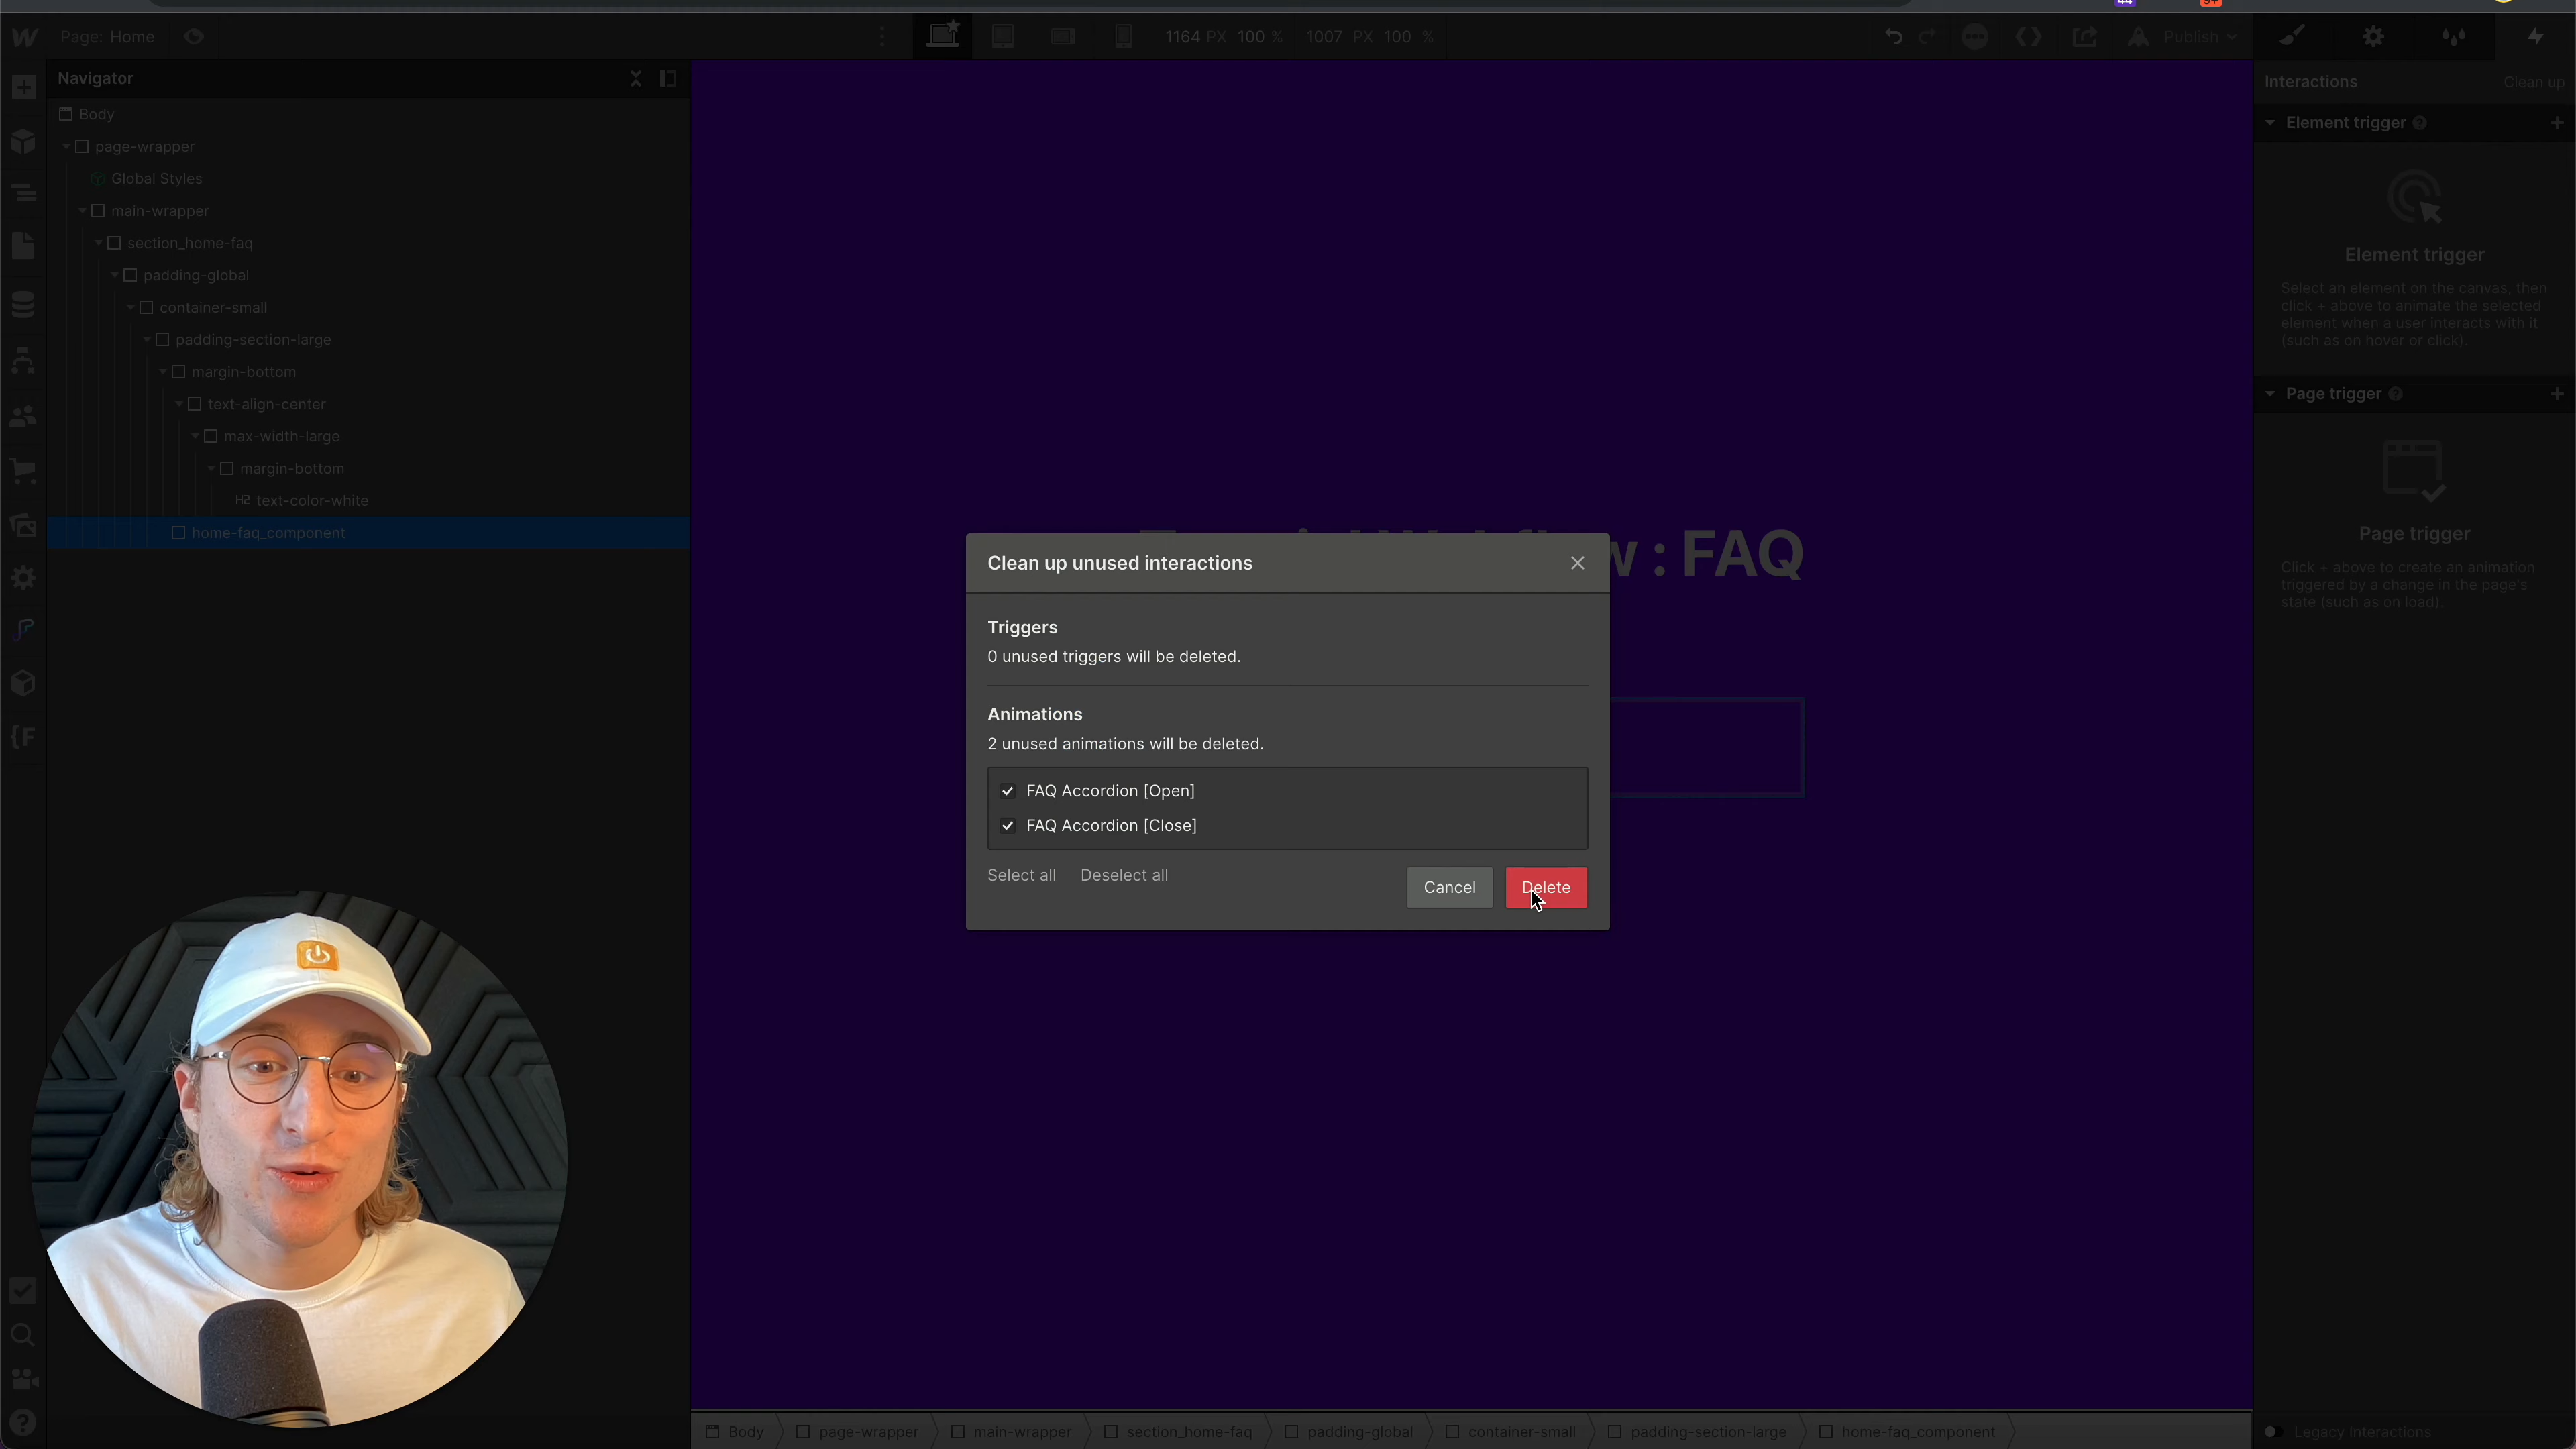 44
9+
Page: Home
1164 PX 100 %
1007 PX 100 %
Publish
Navigator
Body
page-wrapper
Global Styles
main-wrapper
section_home-faq
padding-global
container-small
padding-section-large
margin-bottom
text-align-center
max-width-large
margin-bottom
H2 text-color-white
home-faq_component
: FAQ
Clean up unused interactions
Triggers
0 unused triggers will be deleted.
Animations
2 unused animations will be deleted.
FAQ Accordion [Open]
FAQ Accordion [Close]
Select all
Deselect all
Cancel
Delete
Interactions
Clean up
Element trigger
Element trigger
Select an element on the canvas, then
click + above to animate the selected
element when a user interacts with it
(such as on hover or click).
Page trigger
Page trigger
Click + above to create an animation
triggered by a change in the page's
state (such as on load).
Body
page-wrapper
main-wrapper
section_home-faq
padding-global
container-small
padding-section-large
home-faq_component
Legacy Interactions